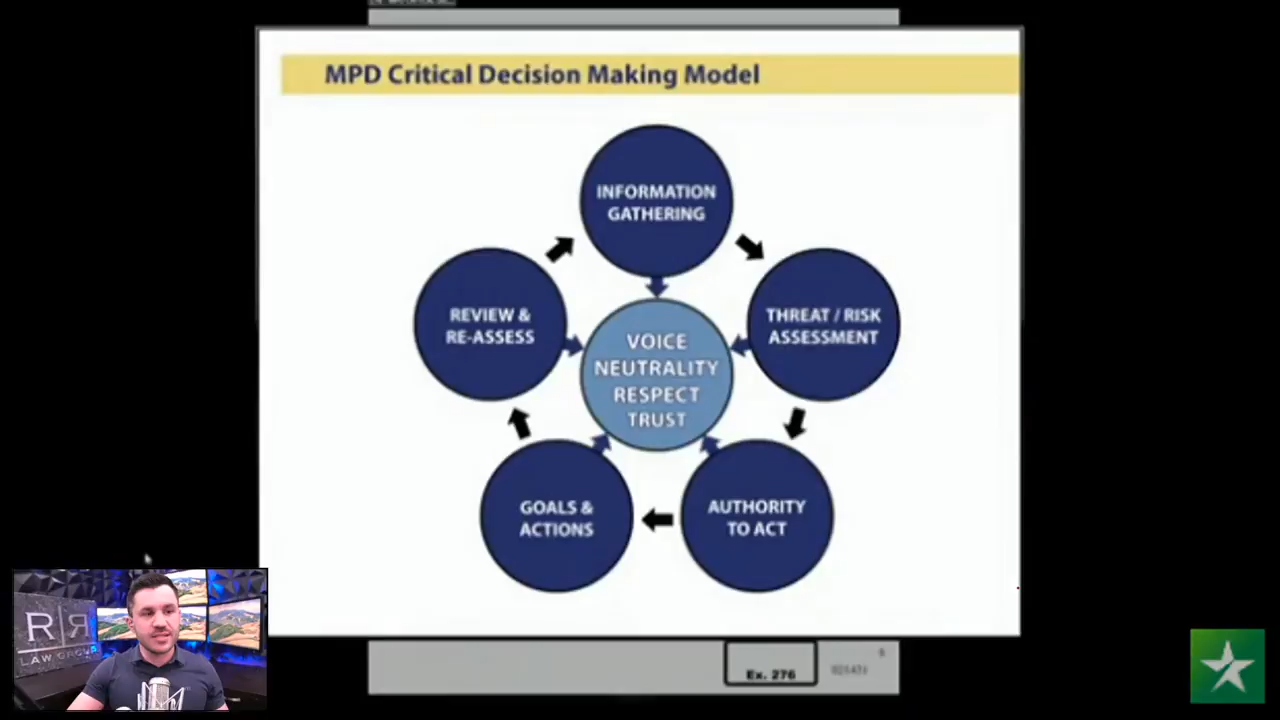 MPD Critical Decision Making Model
INFORMATION
GATHERING
THREAT / RISK
ASSESSMENT
AUTHORITY
TO ACT
GOALS &
ACTIONS
REVIEW &
RE-ASSESS
VOICE
NEUTRALITY
RESPECT
TRUST
R|R
LAW GROUP
Ex. 276